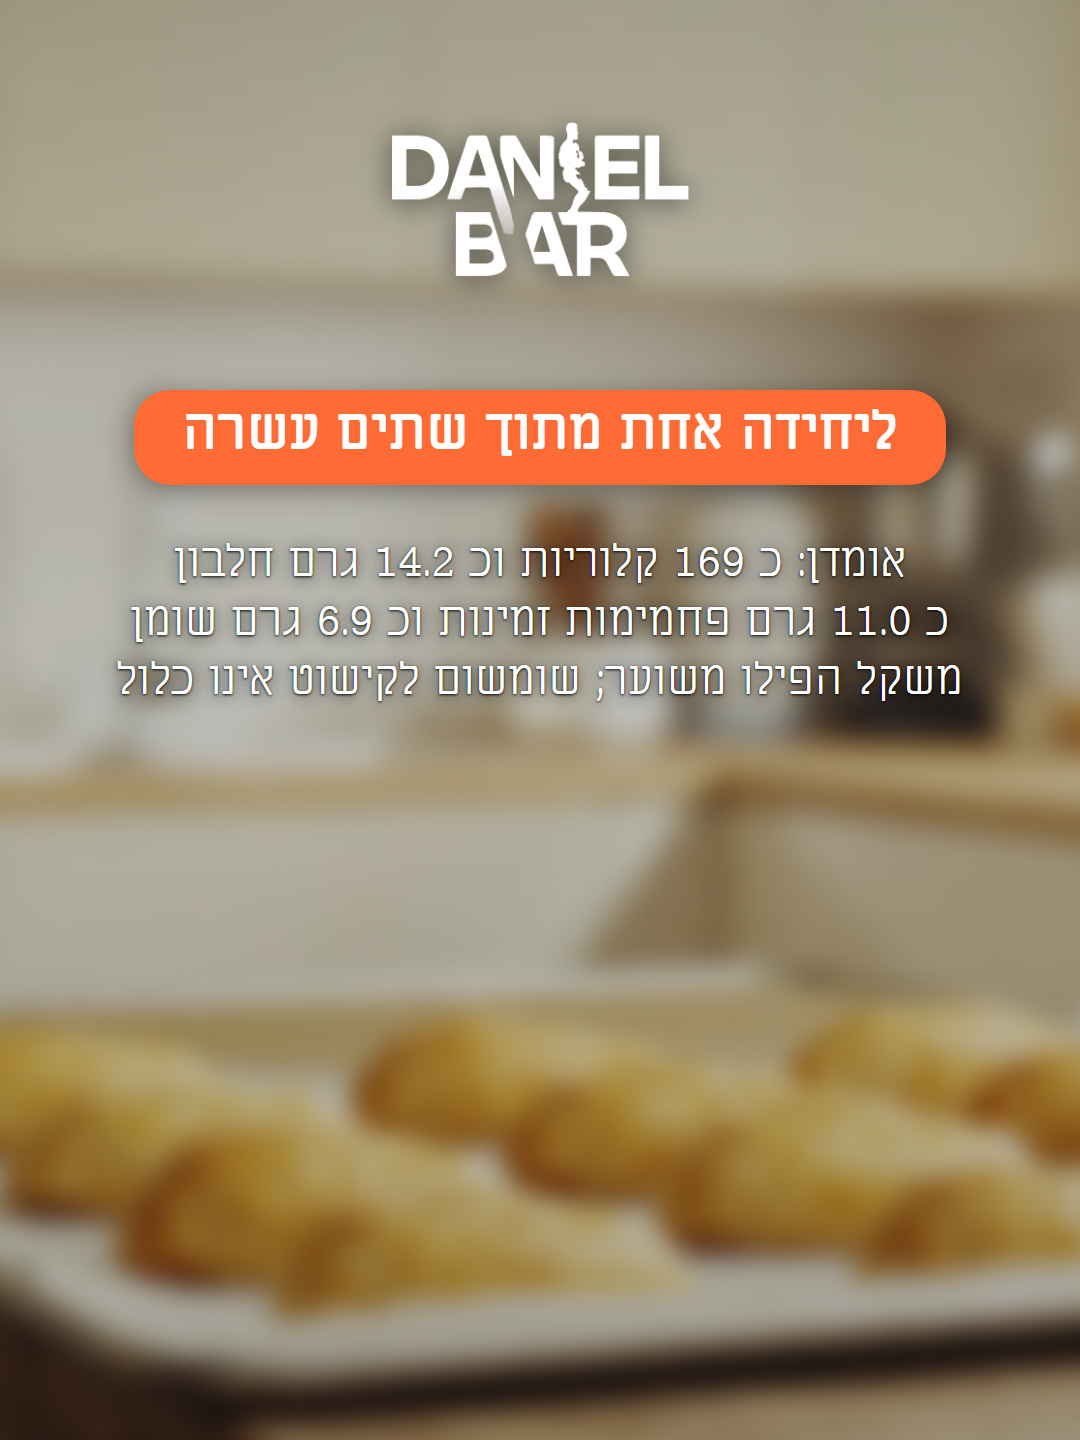 DANIEL
BAR
ליחידה אחת מתוך שתים עשרה
אומדן: כ 169 קלוריות וכ 14.2 גרם חלבון
כ 11.0 גרם פחמימות זמינות וכ 6.9 גרם שומן
משקל הפילו משוער; שומשום לקישוט אינו כלול